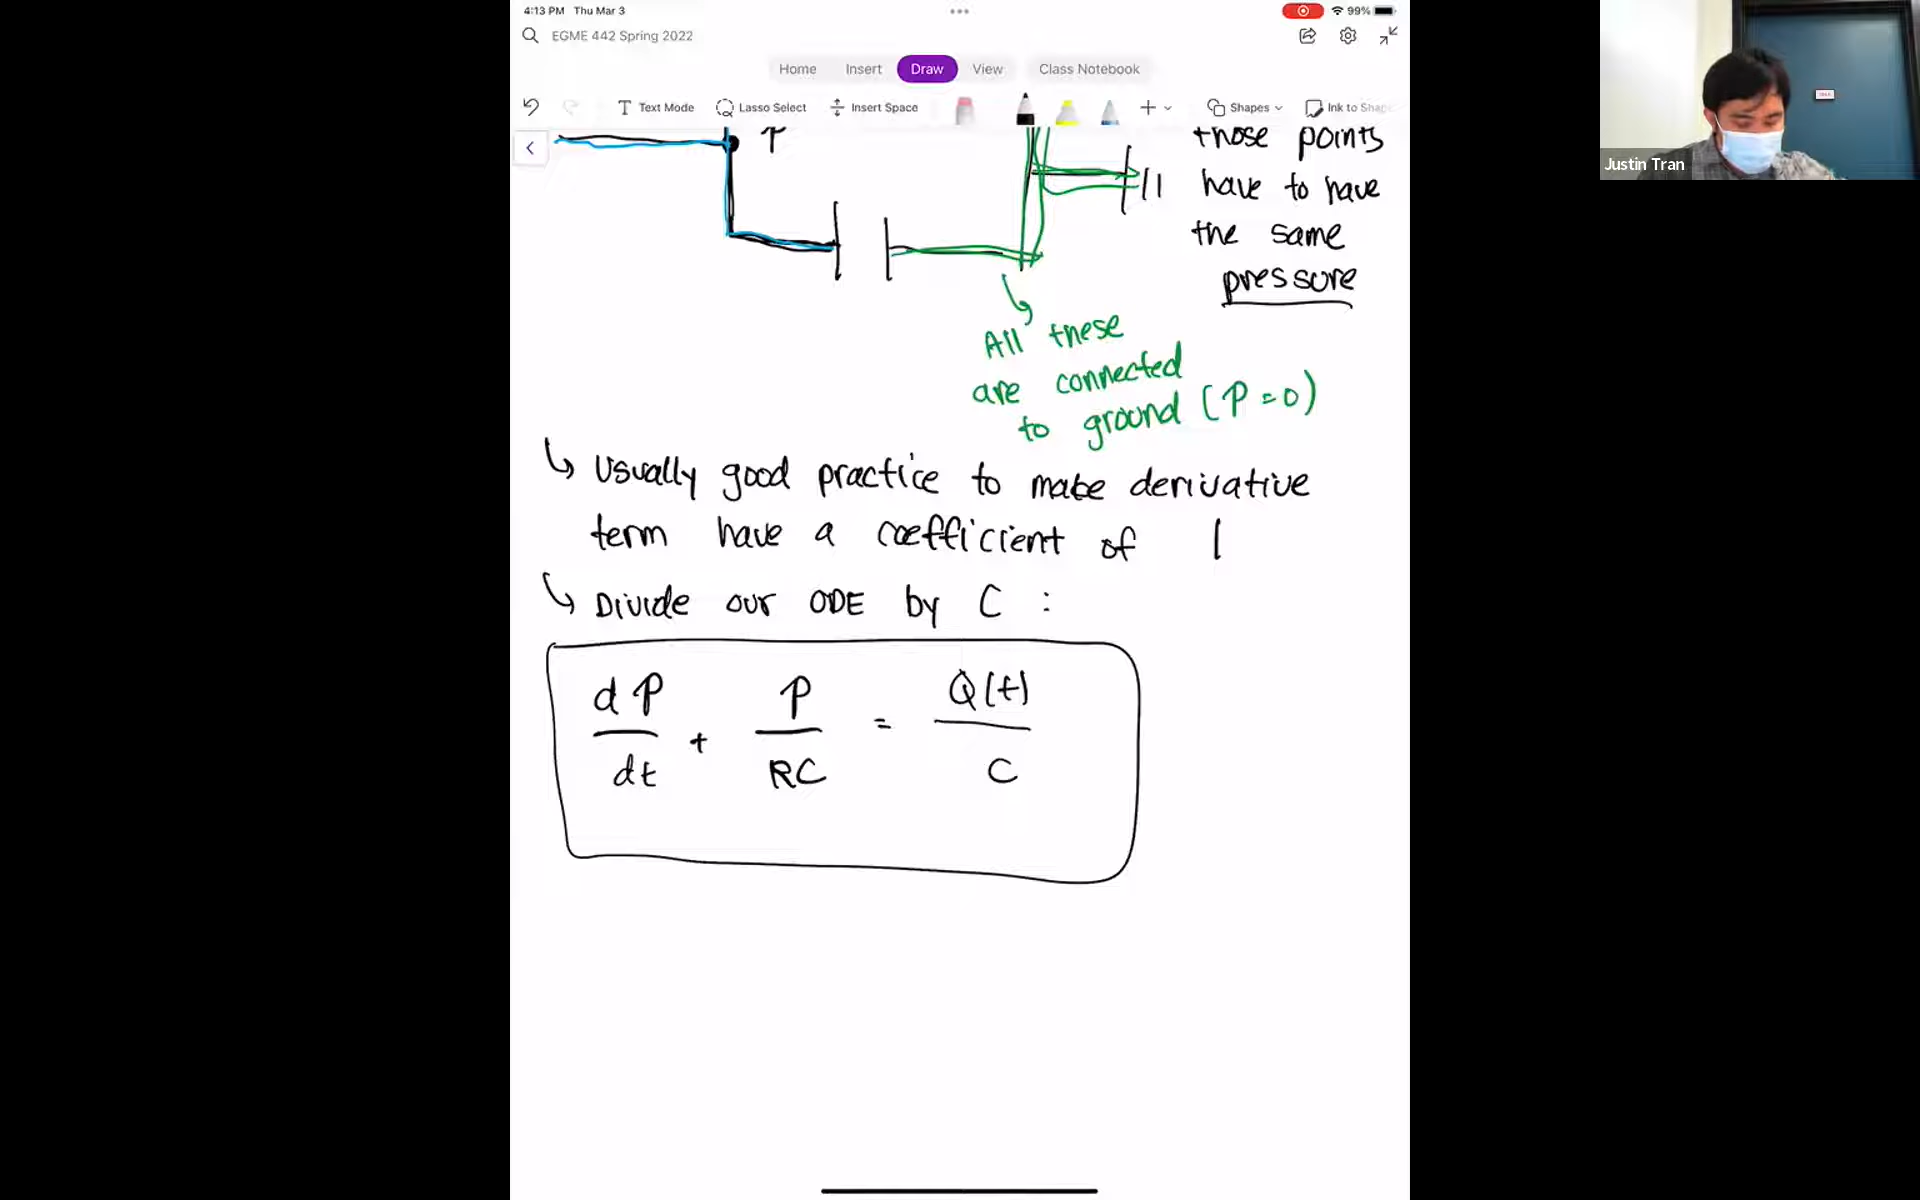 4:13 PM Thu Mar 3
99%
EGME 442 Spring 2022
Home Insert Draw View Class Notebook
Text Mode Lasso Select Insert Space Shapes Ink to Shap
Justin Tran
P
those points
have to have
the same
pressure
All these
are connected
to ground (P=0)
Usually good practice to make derivative
term have a coefficient of 1
Divide our ODE by C :
dP/dt + P/RC = Q(t)/C